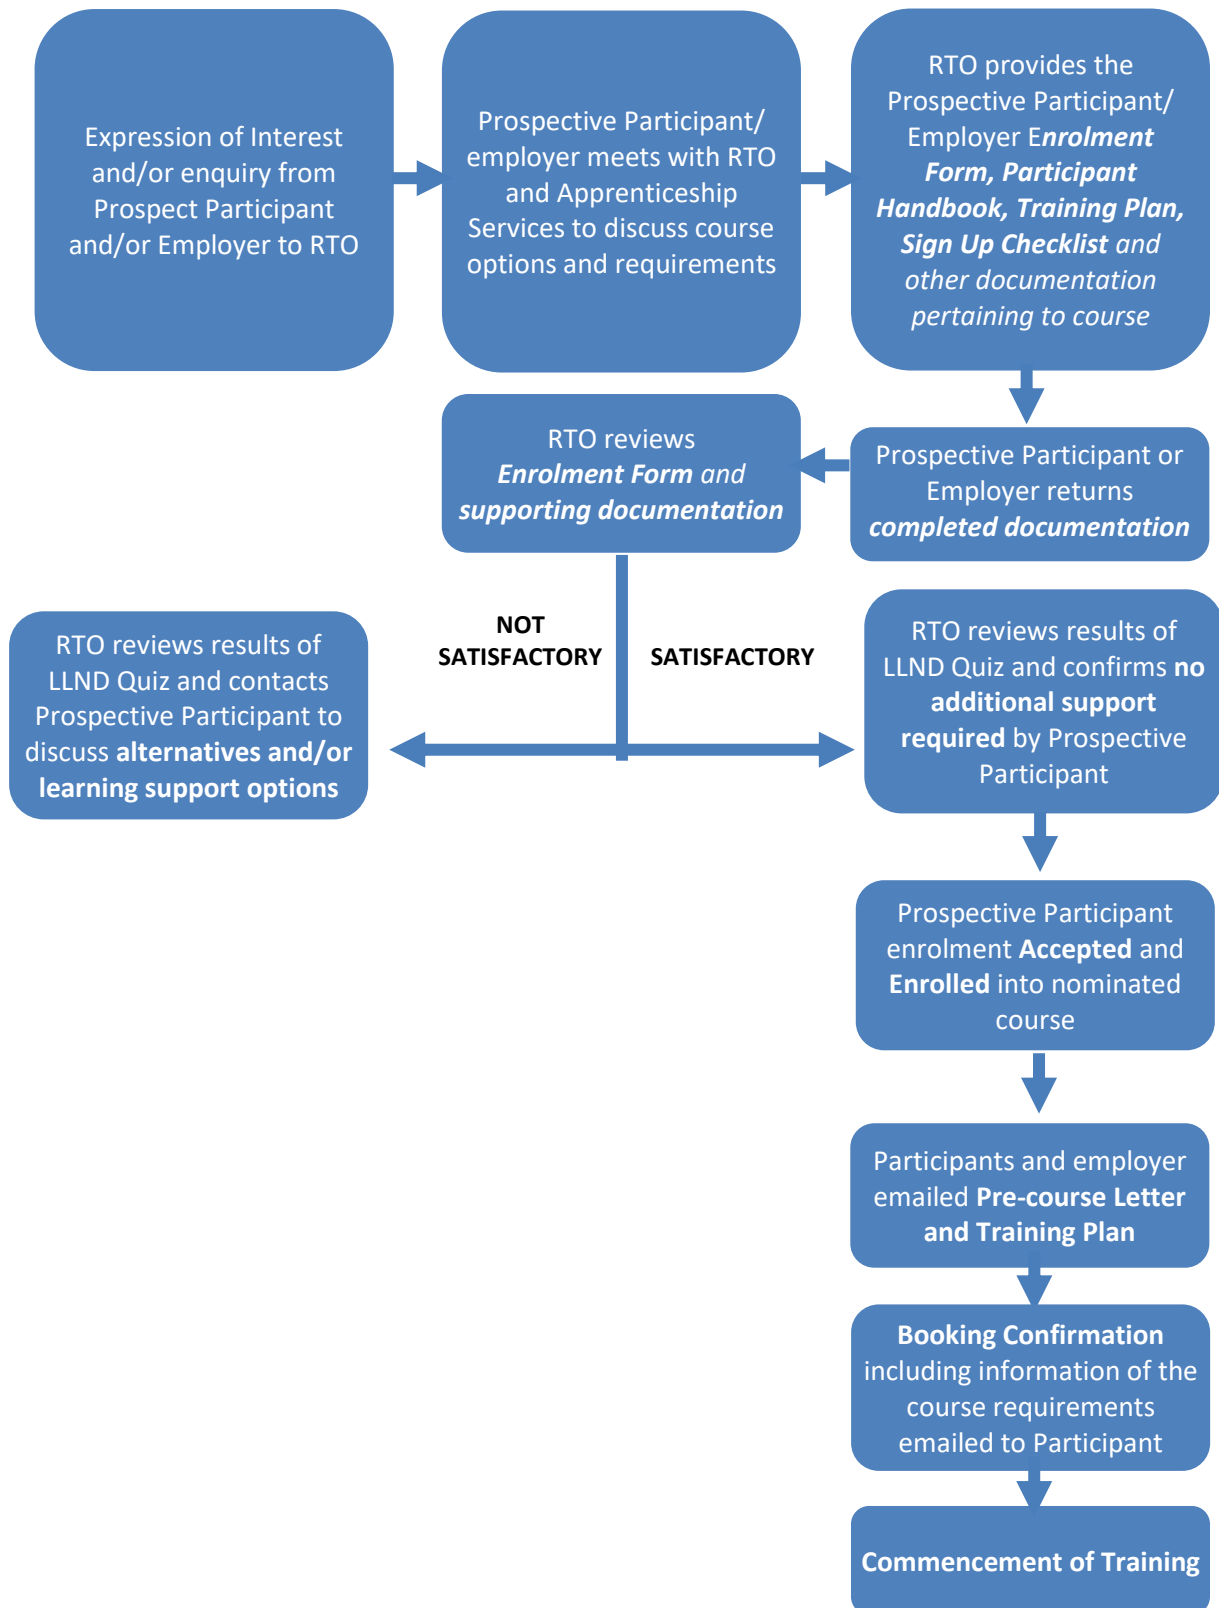 Expression of Interest
and/or enquiry from
Prospect Participant
and/or Employer to RTO
Prospective Participant/
employer meets with RTO
and Apprenticeship
Services to discuss course
options and requirements
RTO provides the
Prospective Participant/
Employer Enrolment
Form, Participant
Handbook, Training Plan,
Sign Up Checklist and
other documentation
pertaining to course
Prospective Participant or
Employer returns
completed documentation
RTO reviews
Enrolment Form and
supporting documentation
NOT
SATISFACTORY
SATISFACTORY
RTO reviews results of
LLND Quiz and contacts
Prospective Participant to
discuss alternatives and/or
learning support options
RTO reviews results of
LLND Quiz and confirms no
additional support
required by Prospective
Participant
Prospective Participant
enrolment Accepted and
Enrolled into nominated
course
Participants and employer
emailed Pre-course Letter
and Training Plan
Booking Confirmation
including information of the
course requirements
emailed to Participant
Commencement of Training